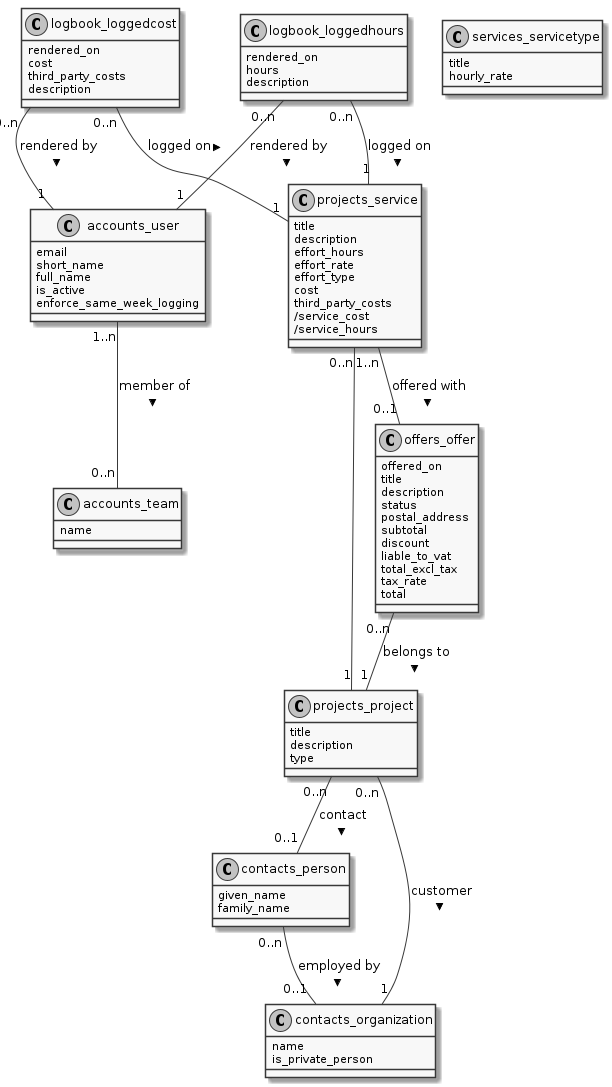 C logbook_loggedcost
rendered_on
cost
third_party_costs
description
C logbook_loggedhours
rendered_on
hours
description
C services_servicetype
title
hourly_rate
0..n
0..n
0..n
0..n
rendered by
logged on
rendered by
logged on
1
1
1
1
C accounts_user
email
short_name
full_name
is_active
enforce_same_week_logging
C projects_service
title
description
effort_hours
effort_rate
effort_type
cost
third_party_costs
/service_cost
/service_hours
1..n
member of
0..n
0..n
1..n
offered with
0..1
C offers_offer
offered_on
title
description
status
postal_address
subtotal
discount
liable_to_vat
total_excl_tax
tax_rate
total
C accounts_team
name
0..n
belongs to
1
1
C projects_project
title
description
type
0..n
0..n
contact
0..1
C contacts_person
given_name
family_name
customer
0..n
employed by
0..1
1
C contacts_organization
name
is_private_person